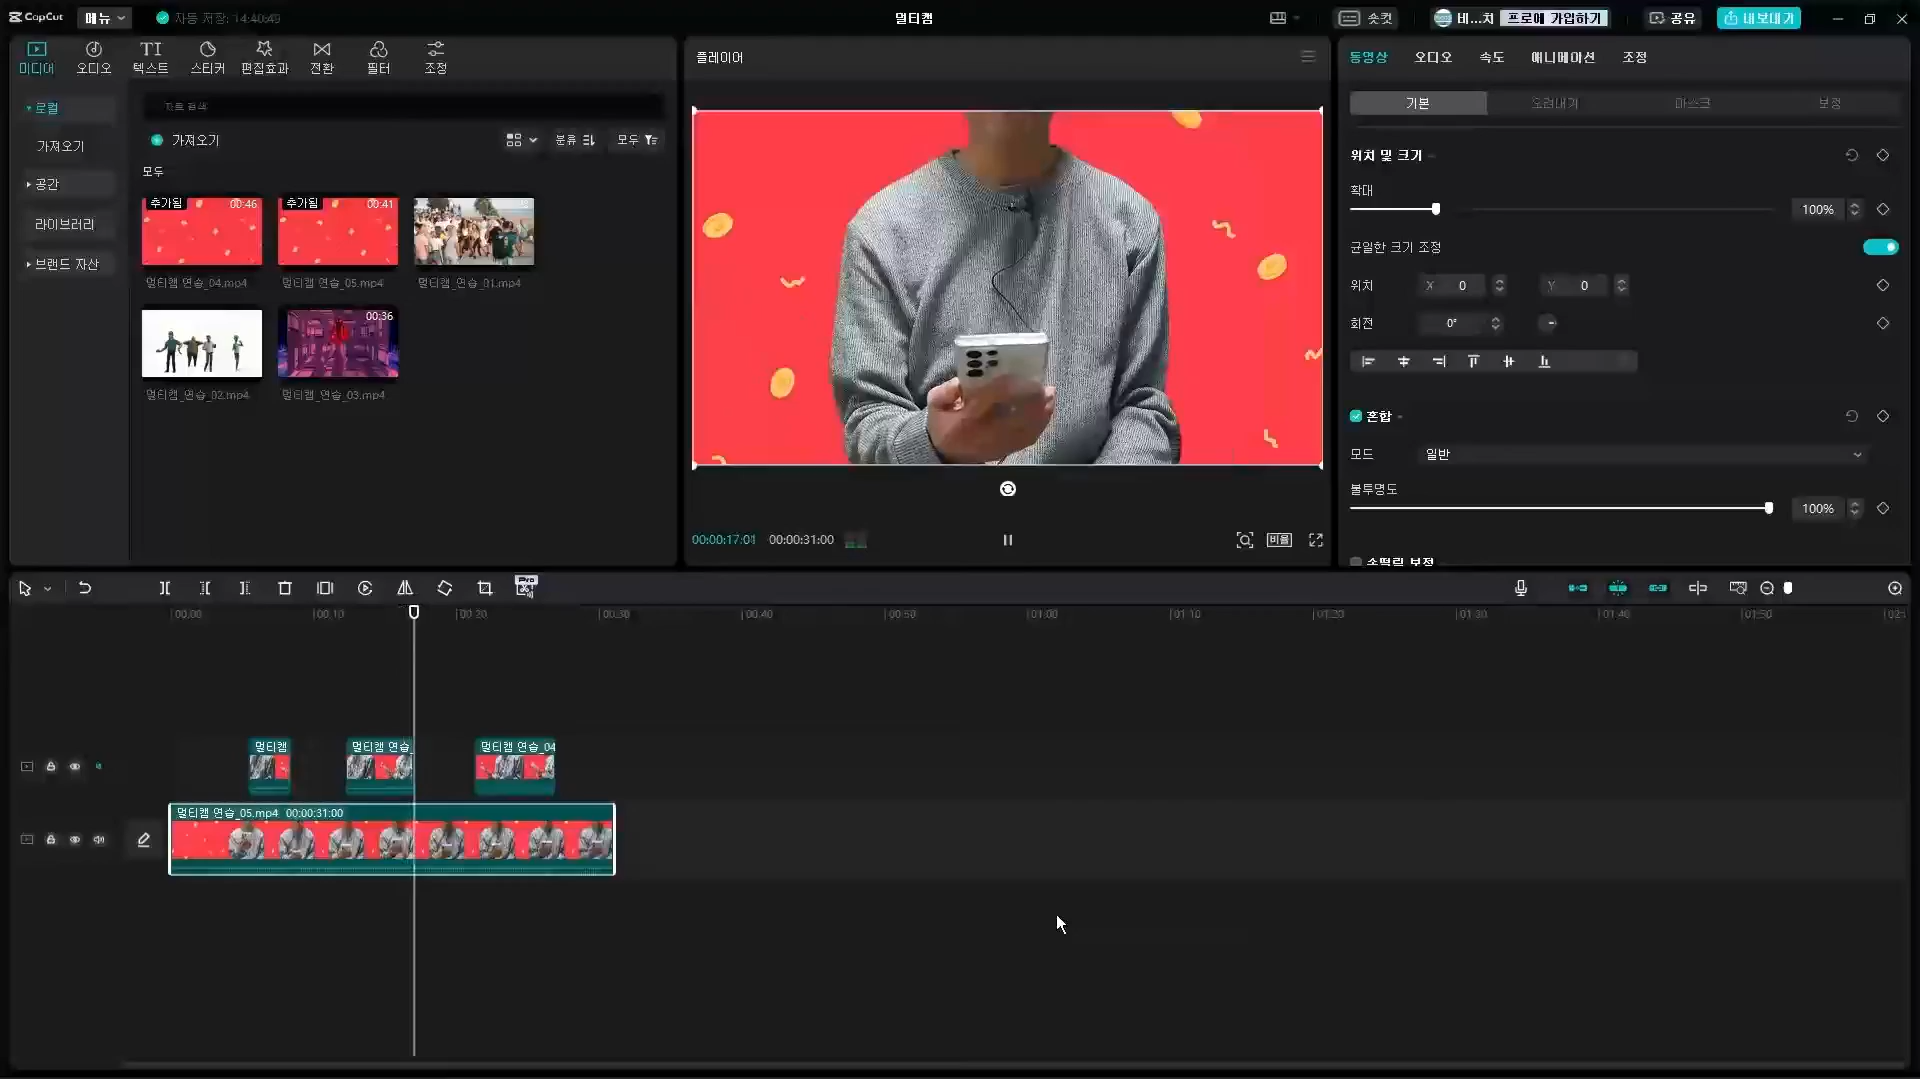 CapCut
메뉴
자동 저장: 14:40:49
멀티캠
숏컷
비...치
프로에 가입하기
공유
내보내기
미디어
오디오
텍스트
스티커
편집효과
전환
필터
조정
로컬
가져오기
공간
라이브러리
브랜드 자산
가져오기
분류
모두
모두
추가됨
00:46
추가됨
00:41
멀티캠 연습_04.mp4
멀티캠 연습_05.mp4
멀티캠_연습_01.mp4
00:36
멀티캠_연습_02.mp4
멀티캠_연습_03.mp4
플레이어
00:00:17:01
00:00:31:00
비율
동영상
오디오
속도
애니메이션
조정
기본
오려내기
마스크
보정
위치 및 크기
확대
100%
균일한 크기 조정
위치
X
0
Y
0
회전
0°
혼합
모드
일반
불투명도
100%
손떨림 보정
Pro
00:00
00:10
00:20
00:30
00:40
00:50
01:00
01:10
01:20
01:30
01:40
01:50
멀티캠
멀티캠 연습_
멀티캠 연습_04
멀티캠 연습_05.mp4 00:00:31:00